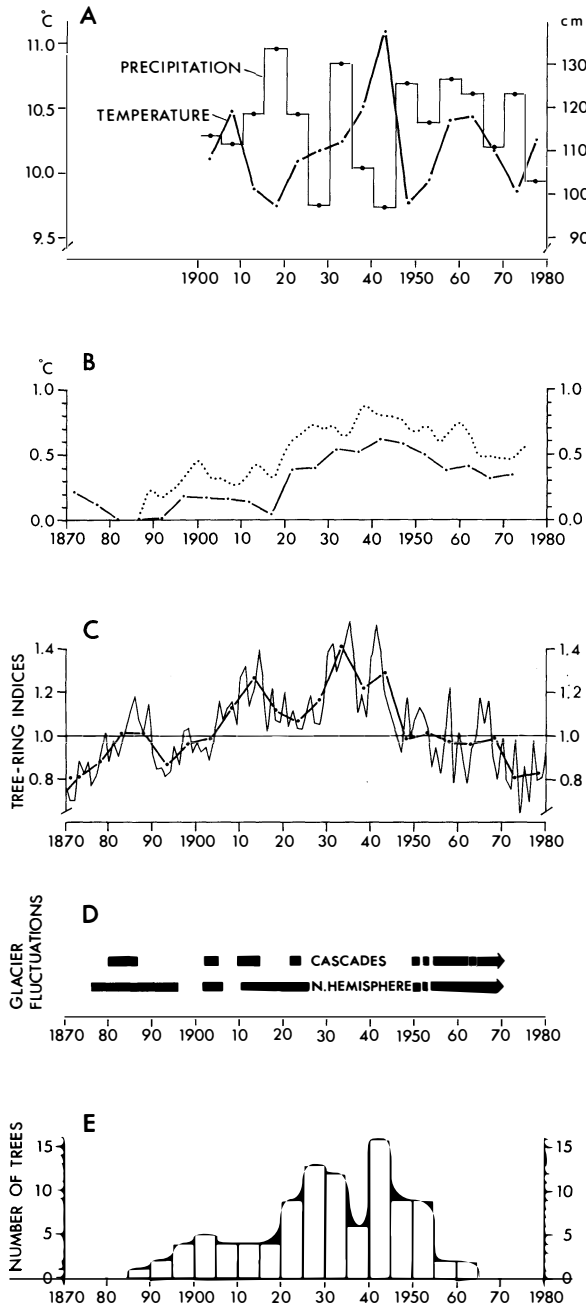 A
°C
cm
11.0
130
PRECIPITATION
10.5
120
TEMPERATURE
110
10.0
100
9.5
90
1900 10 20 30 40 1950 60 70 1980
B
°C
1.0 1.0
0.5 0.5
0.0 0.0
1870 80 90 1900 10 20 30 40 1950 60 70 1980
C
TREE-RING INDICES
1.4 1.4
1.2 1.2
1.0 1.0
0.8 0.8
1870 80 90 1900 10 20 30 40 1950 60 70 1980
D
GLACIER
FLUCTUATIONS
CASCADES
N.HEMISPHERE
1870 80 90 1900 10 20 30 40 1950 60 70 1980
E
NUMBER OF TREES
15 15
10 10
5 5
0 0
1870 80 90 1900 10 20 30 40 1950 60 70 1980